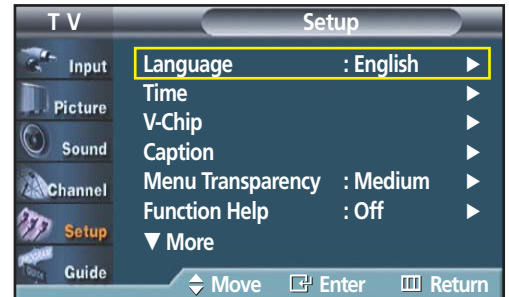 T V Setup
Input
Picture
Sound
Channel
Setup
Guide
Language : English ▶
Time ▶
V-Chip ▶
Caption ▶
Menu Transparency : Medium ▶
Function Help : Off ▶
▼ More
Move Enter Return